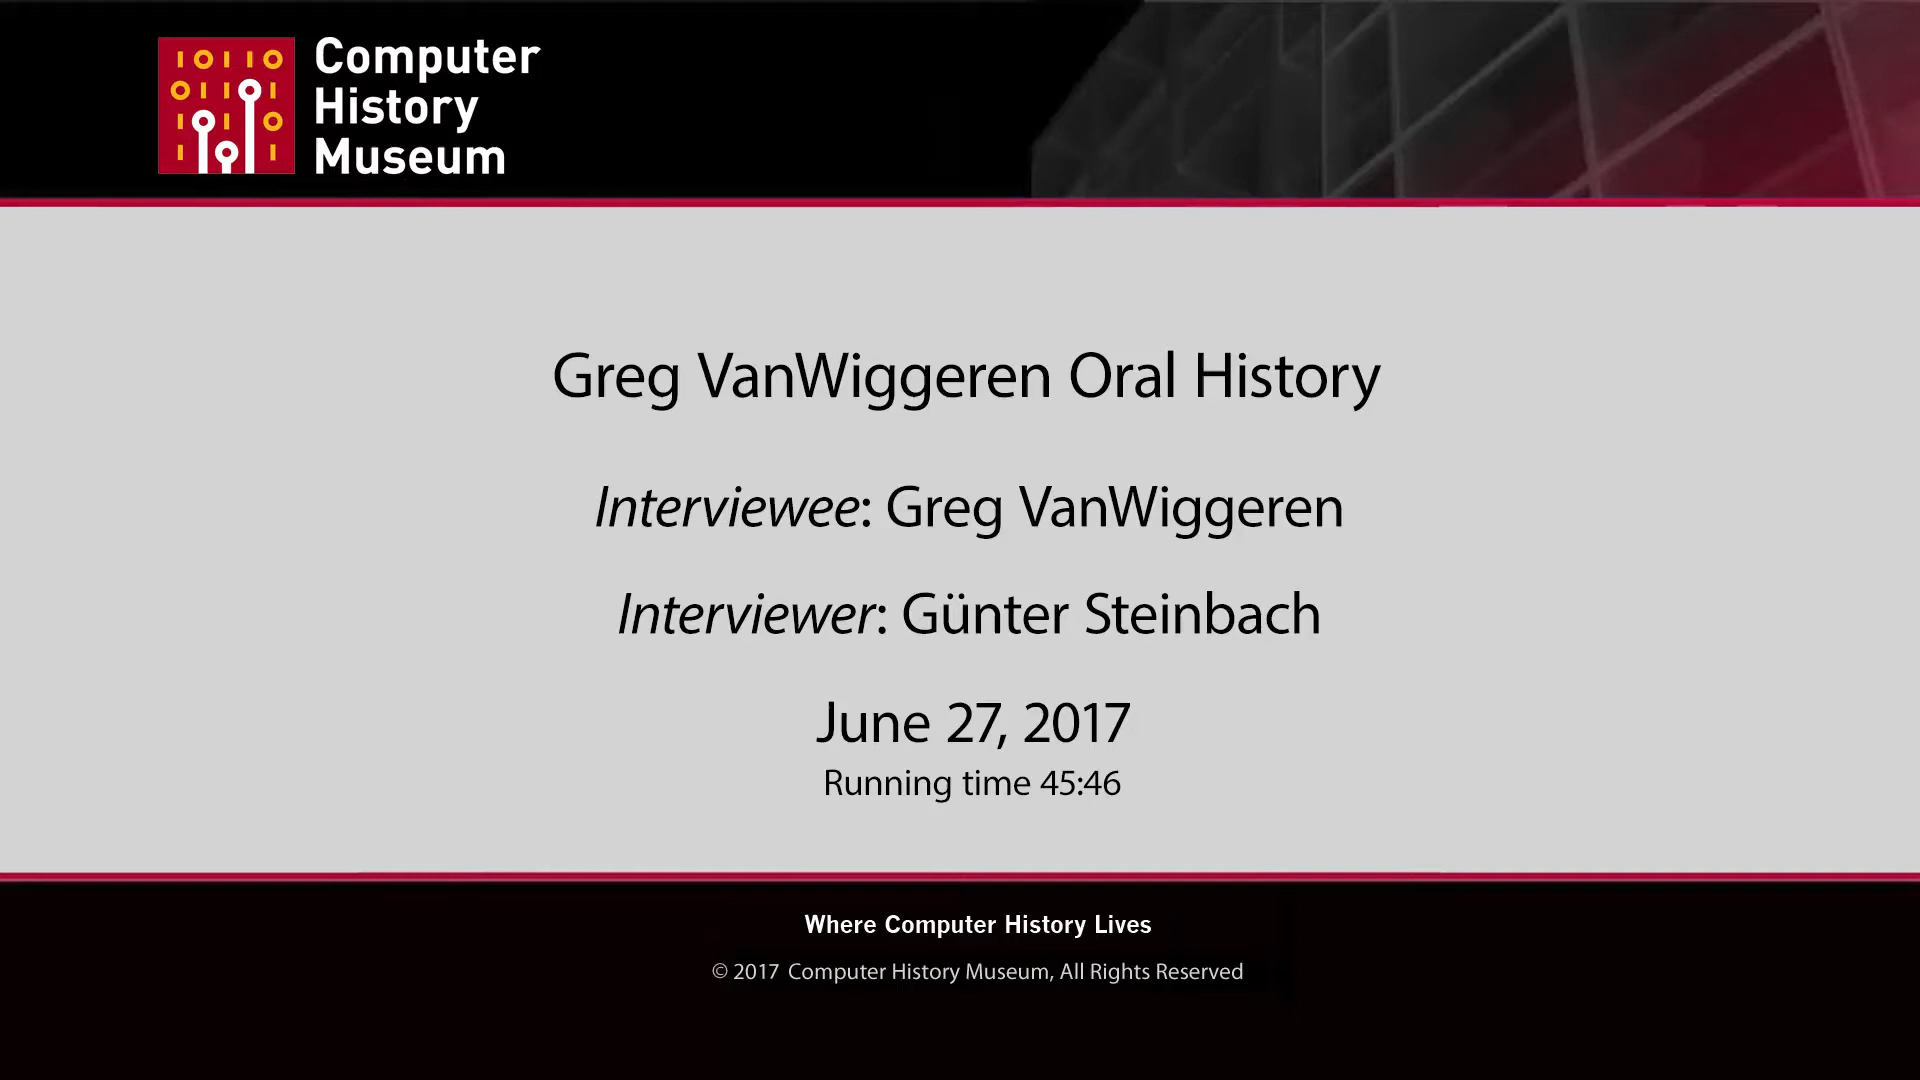 Computer
History
Museum
Greg VanWiggeren Oral History
Interviewee: Greg VanWiggeren
Interviewer: Günter Steinbach
June 27, 2017
Running time 45:46
Where Computer History Lives
© 2017 Computer History Museum, All Rights Reserved